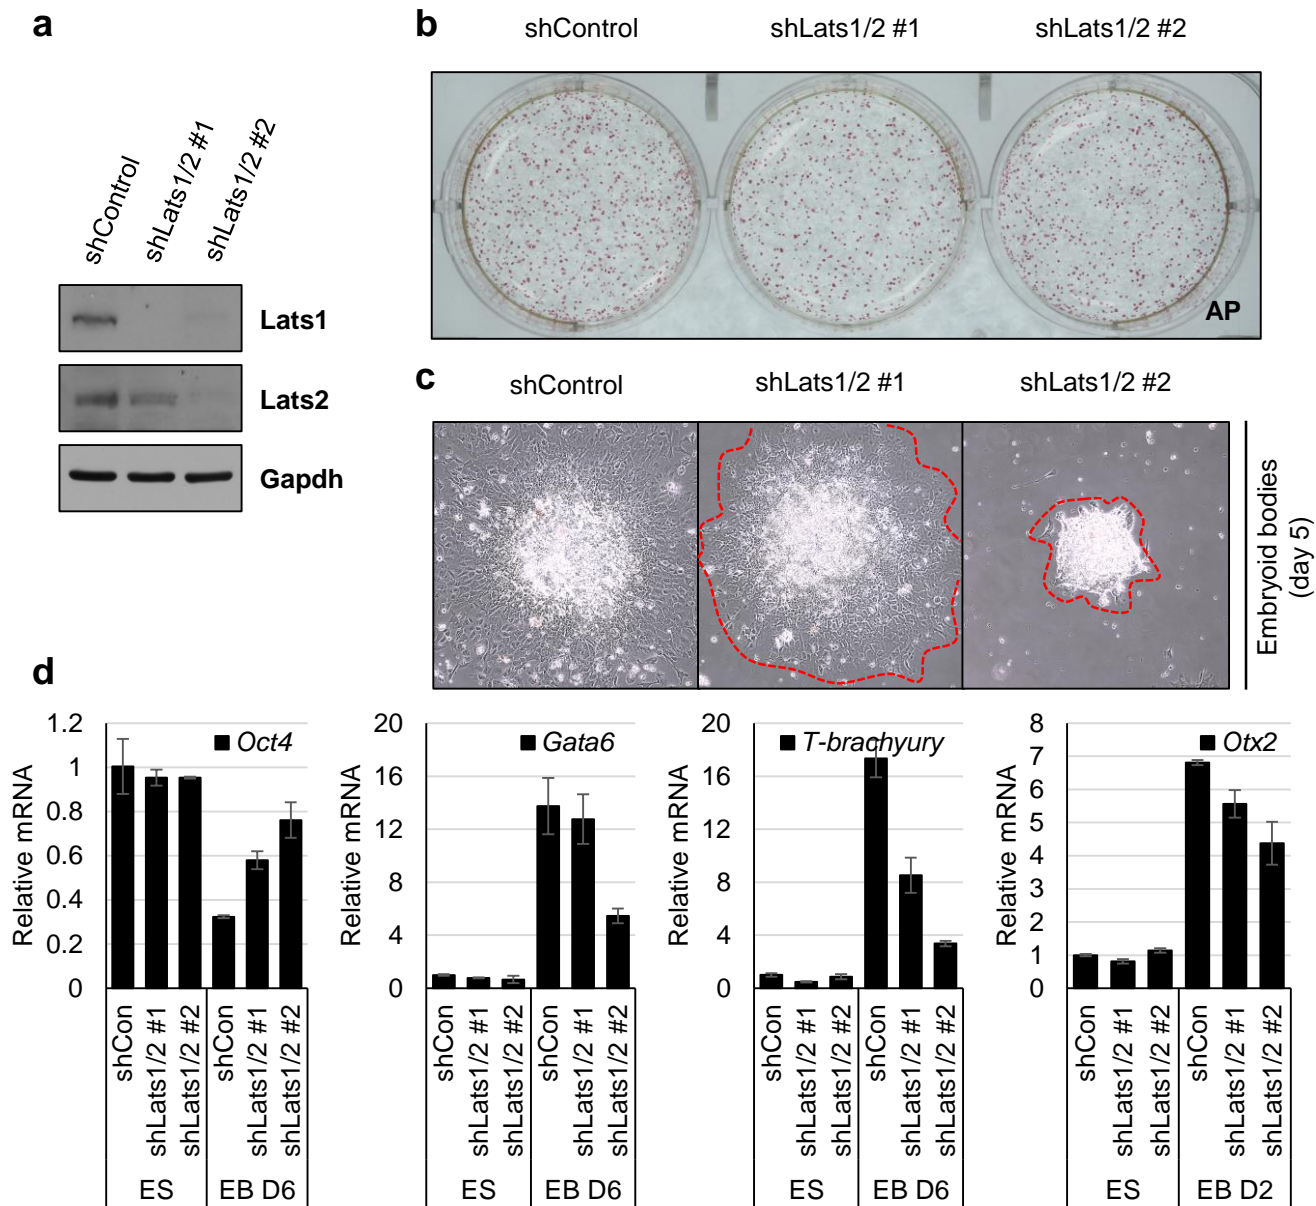 a
shControl
shLats1/2 #1
shLats1/2 #2
Lats1
Lats2
Gapdh
b
shControl
shLats1/2 #1
shLats1/2 #2
AP
c
shControl
shLats1/2 #1
shLats1/2 #2
Embryoid bodies
(day 5)
d
Relative mRNA
1.2
1
0.8
0.6
0.4
0.2
0
Oct4
shCon
shLats1/2 #1
shLats1/2 #2
shCon
shLats1/2 #1
shLats1/2 #2
ES
EB D6
Relative mRNA
20
16
12
8
4
0
Gata6
shCon
shLats1/2 #1
shLats1/2 #2
shCon
shLats1/2 #1
shLats1/2 #2
ES
EB D6
Relative mRNA
20
16
12
8
4
0
T-brachyury
shCon
shLats1/2 #1
shLats1/2 #2
shCon
shLats1/2 #1
shLats1/2 #2
ES
EB D6
Relative mRNA
8
7
6
5
4
3
2
1
0
Otx2
shCon
shLats1/2 #1
shLats1/2 #2
shCon
shLats1/2 #1
shLats1/2 #2
ES
EB D2